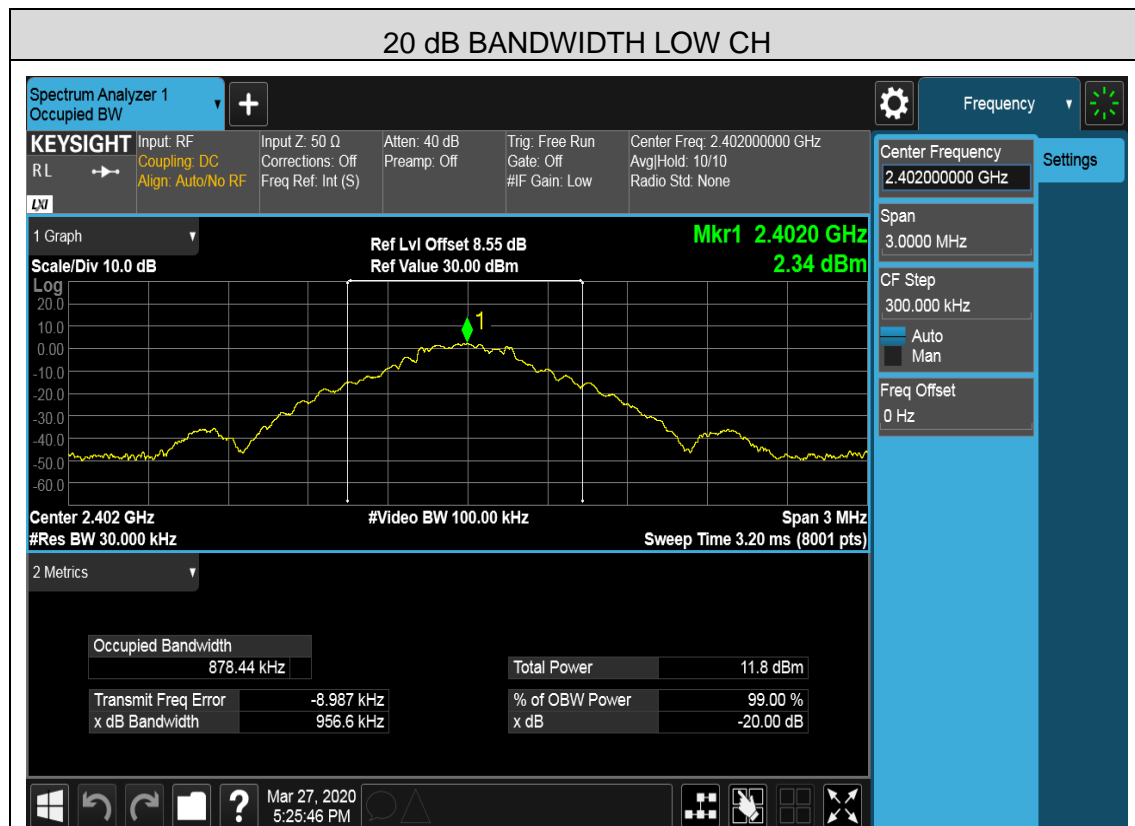 20 dB BANDWIDTH LOW CH
Spectrum Analyzer 1
Occupied BW
+
Frequency
KEYSIGHT
RL
LXI
Input: RF
Coupling: DC
Align: Auto/No RF
Input Z: 50 Ω
Corrections: Off
Freq Ref: Int (S)
Atten: 40 dB
Preamp: Off
Trig: Free Run
Gate: Off
#IF Gain: Low
Center Freq: 2.402000000 GHz
Avg|Hold: 10/10
Radio Std: None
Center Frequency
2.402000000 GHz
Settings
Span
3.0000 MHz
CF Step
300.000 kHz
Auto
Man
Freq Offset
0 Hz
1 Graph
Scale/Div 10.0 dB
Ref Lvl Offset 8.55 dB
Ref Value 30.00 dBm
Mkr1 2.4020 GHz
2.34 dBm
Log
20.0
10.0
0.00
-10.0
-20.0
-30.0
-40.0
-50.0
-60.0
1
Center 2.402 GHz
#Res BW 30.000 kHz
#Video BW 100.00 kHz
Span 3 MHz
Sweep Time 3.20 ms (8001 pts)
2 Metrics
Occupied Bandwidth
878.44 kHz
Total Power 11.8 dBm
Transmit Freq Error -8.987 kHz
% of OBW Power 99.00 %
x dB Bandwidth 956.6 kHz
x dB -20.00 dB
?
Mar 27, 2020
5:25:46 PM